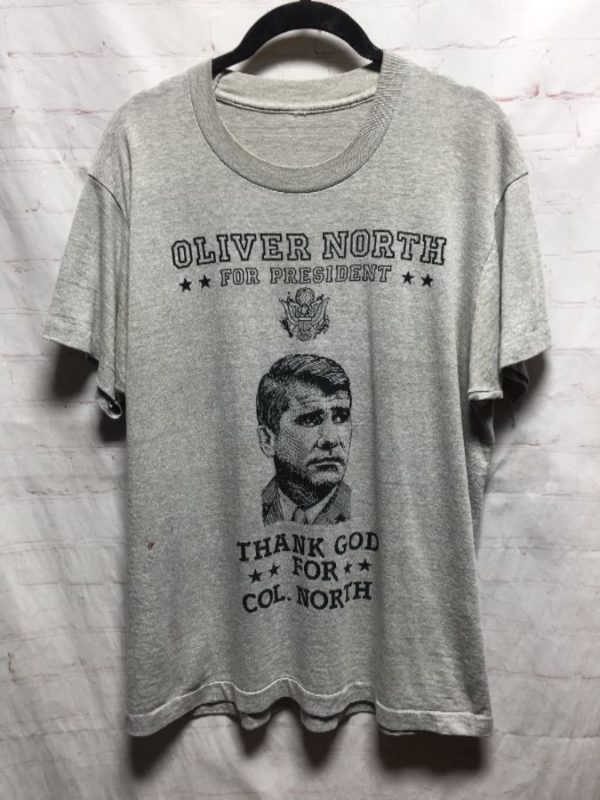 OLIVER NORTH
★ ★ FOR PRESIDENT ★ ★
THANK GOD
★ ★ FOR ★ ★
COL. NORTH